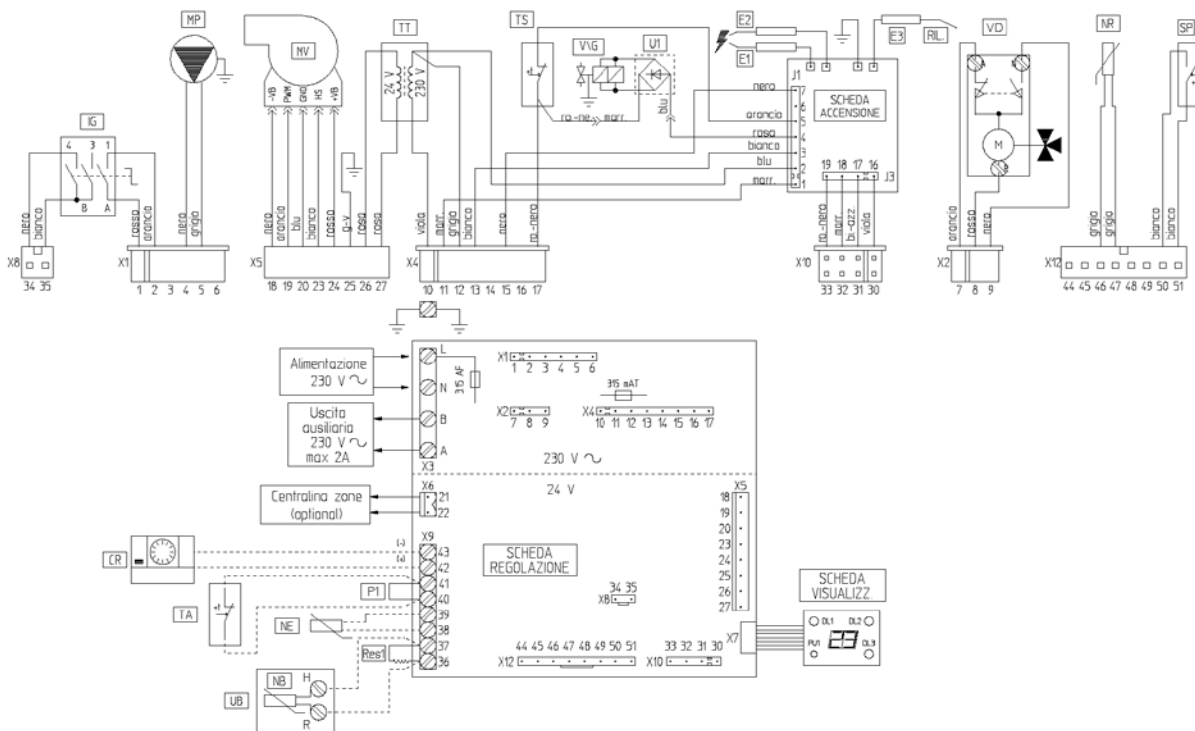 MP
MV
TT
TS
E2
V\G
U1
E1
E3
RIL.
VD
NR
SP
-VB
PWM
GND
HS
+VB
24 V
230 V
J1
SCHEDA
ACCENSIONE
nero
7
6
arancio
5
rosa
4
bianco
3
blu
2
marr.
1
ro.-ne.
marr.
blu
19 18 17 16
J3
M
IG
4 3 1
B A
nero
bianco
rosso
arancio
nero
grigio
nero
arancio
blu
bianco
rosso
g-v
rosa
rosa
viola
marr.
grigio
bianco
nero
ro.-nero
ro.-nero
marr.
bi.-azz.
viola
arancio
rosso
nero
grigio
grigio
bianco
bianco
X8
34 35
X1
1 2 3 4 5 6
X5
18 19 20 23 24 25 26 27
X4
10 11 12 13 14 15 16 17
X10
33 32 31 30
X2
7 8 9
X12
44 45 46 47 48 49 50 51
Alimentazione
230 V
L
N
3.15 AF
Uscita
ausiliaria
230 V
max 2A
B
A
X3
X1
1 2 3 4 5 6
315 mAT
X2
7 8 9
X4
10 11 12 13 14 15 16 17
230 V
24 V
Centralina zone
(optional)
X6
21
22
X5
18
19
20
23
24
25
26
27
CR
(-)
(+)
X9
43
42
41
40
39
38
37
36
SCHEDA
REGOLAZIONE
TA
P1
NE
Res1
NB
UB
H
R
34 35
X8
44 45 46 47 48 49 50 51
X12
33 32 31 30
X10
X7
SCHEDA
VISUALIZZ.
DL1 DL2
PU1
23
DL3